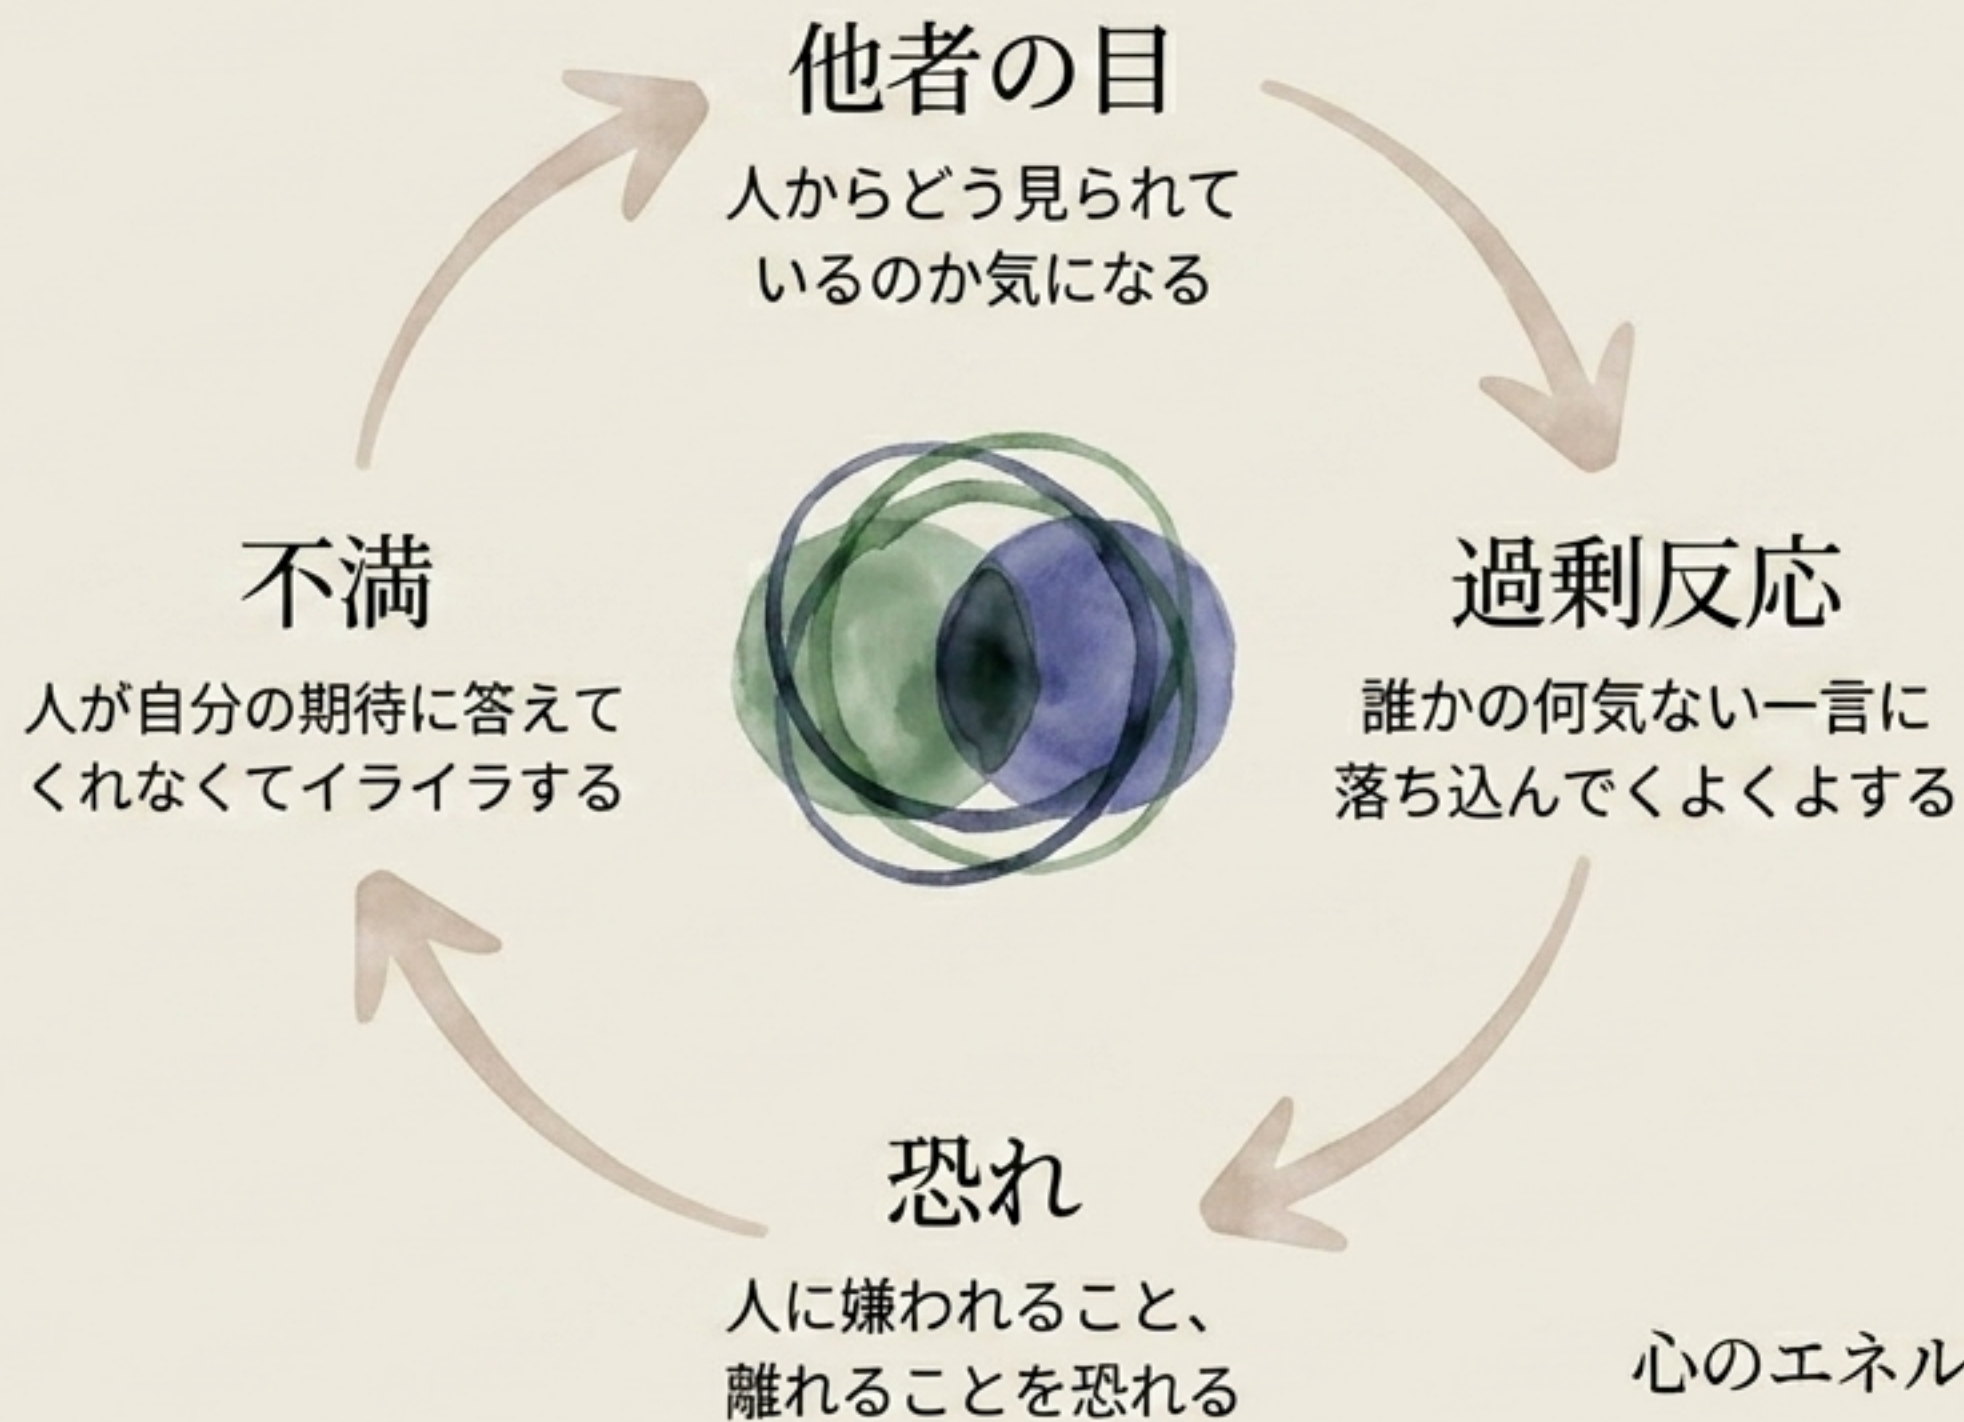 他者の目
人からどう見られて
いるのか気になる
過剰反応
誰かの何気ない一言に
落ち込んでくよくよする
恐れ
人に嫌われること、
離れることを恐れる
不満
人が自分の期待に答えて
くれなくてイライラする
心のエネル